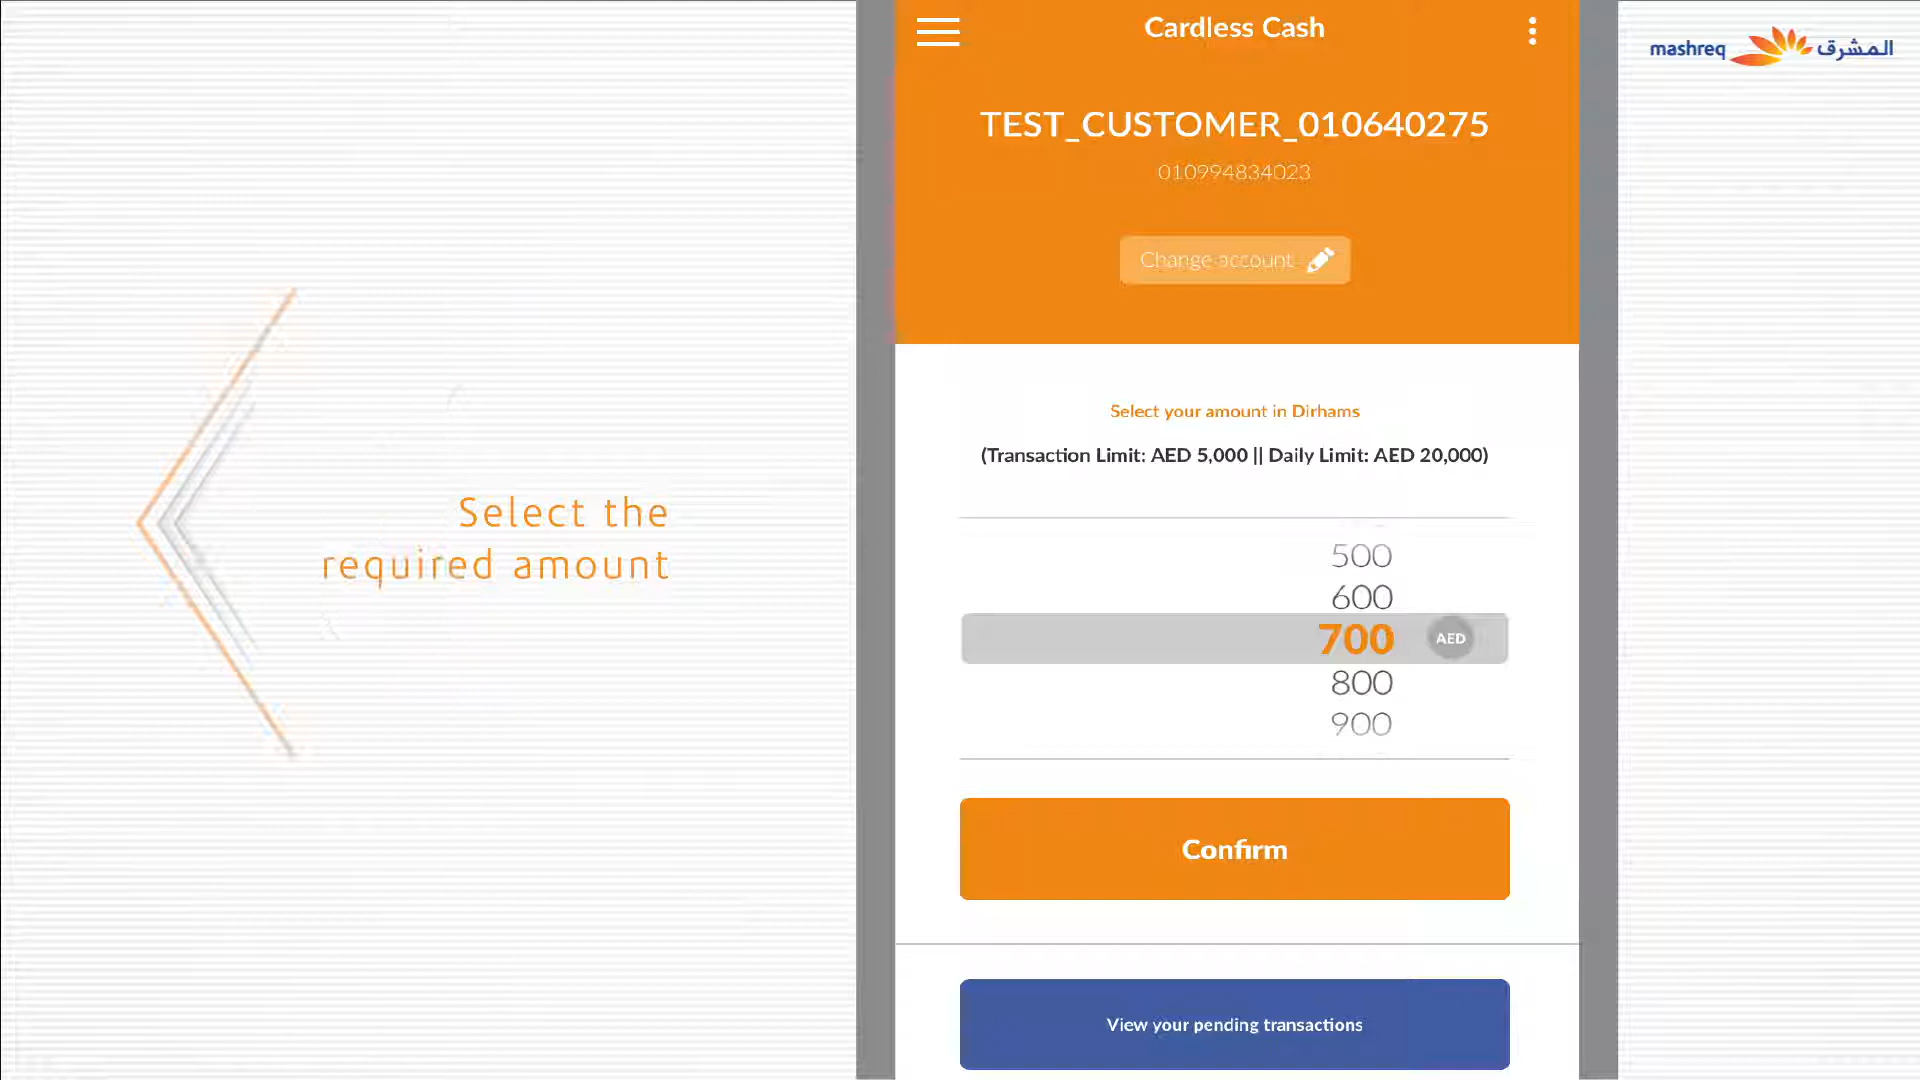 Cardless Cash
mashreq المشرق
TEST_CUSTOMER_010640275
010994834023
Change account
Select your amount in Dirhams
(Transaction Limit: AED 5,000 || Daily Limit: AED 20,000)
Select the
required amount
500
600
700 AED
800
900
Confirm
View your pending transactions